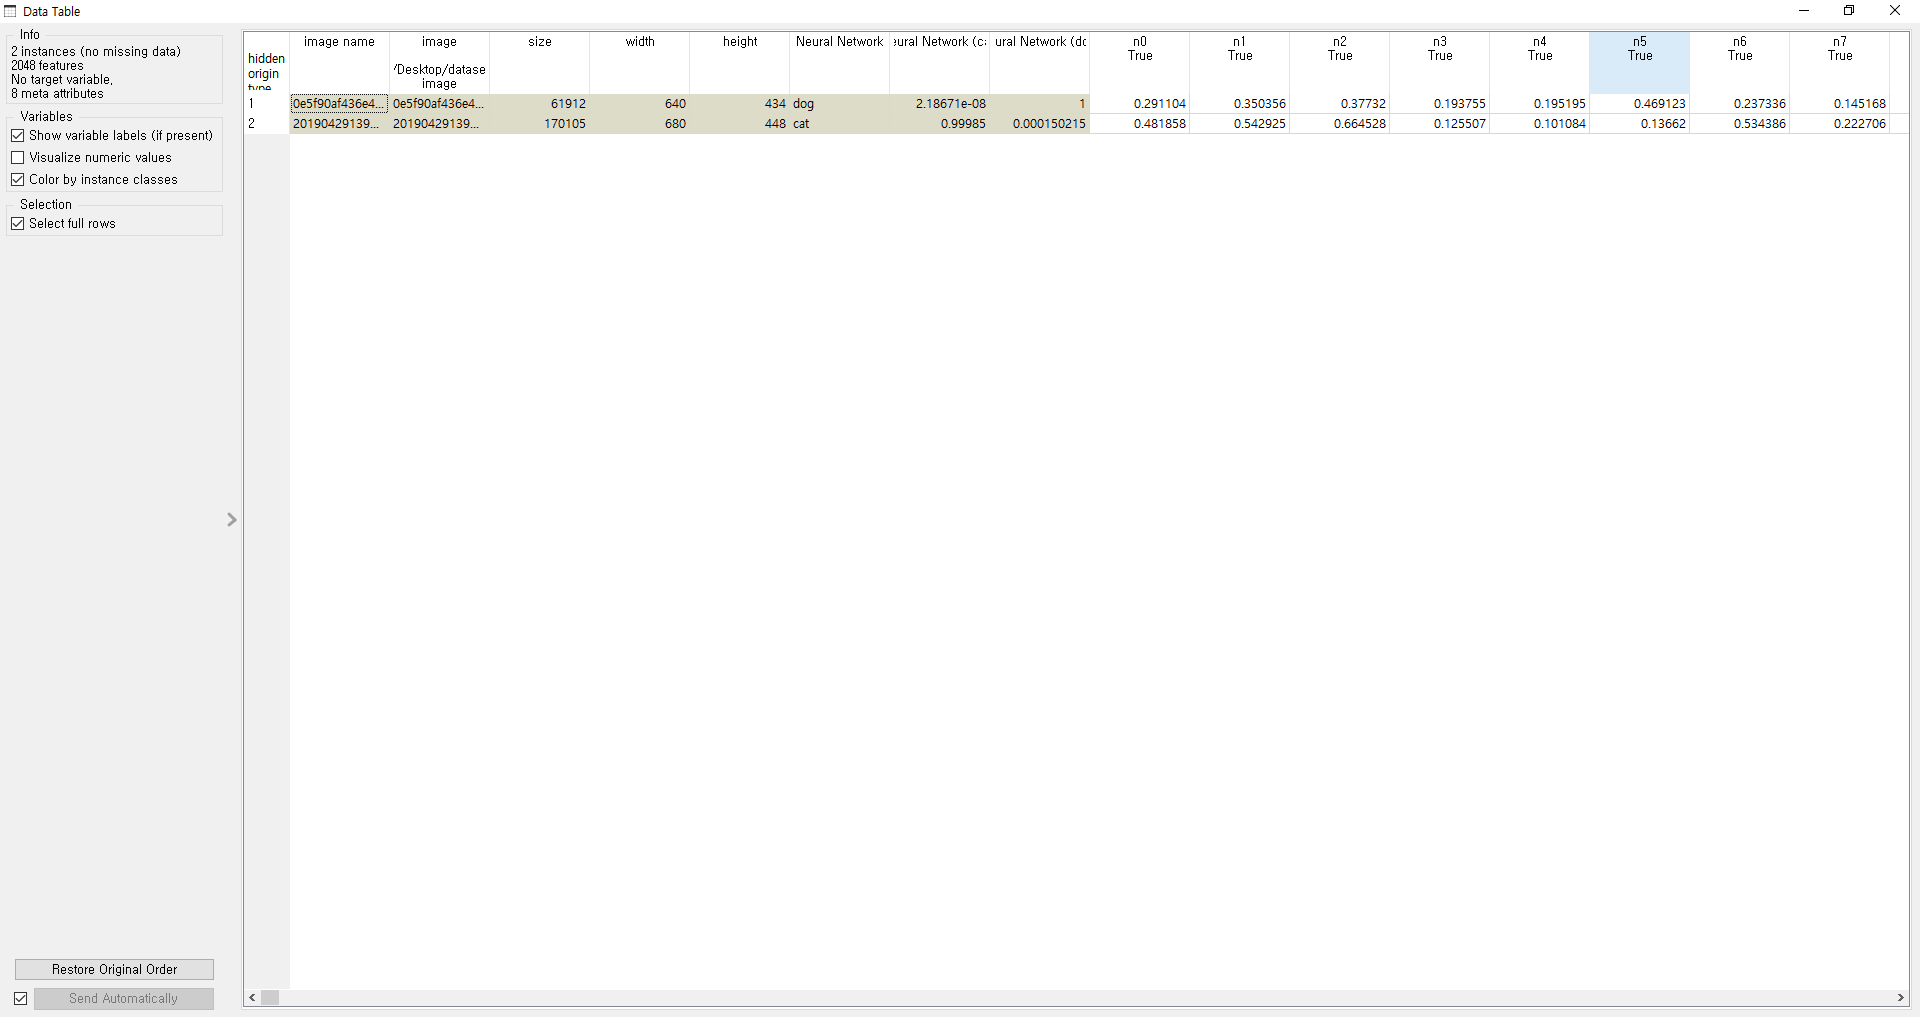 Data Table
Info
2 instances (no missing data)
2048 features
No target variable.
8 meta attributes
Variables
Show variable labels (if present)
Visualize numeric values
Color by instance classes
Selection
Select full rows
Restore Original Order
Send Automatically
hidden
origin
type
image name image size width height Neural Network eural Network (c: ural Network (dc n0 n1 n2 n3 n4 n5 n6 n7
True True True True True True True True
/Desktop/datase
image
1 0e5f90af436e4... 0e5f90af436e4... 61912 640 434 dog 2.18671e-08 1 0.291104 0.350356 0.37732 0.193755 0.195195 0.469123 0.237336 0.145168
2 20190429139... 20190429139... 170105 680 448 cat 0.99985 0.000150215 0.481858 0.542925 0.664528 0.125507 0.101084 0.13662 0.534386 0.222706